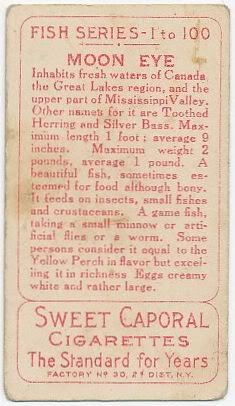 FISH SERIES-1 to 100
MOON EYE
Inhabits fresh waters of Canada,
the Great Lakes region, and the
upper part of Mississippi Valley.
Other names for it are Toothed
Herring and Silver Bass. Max-
imum length 1 foot; average 9
inches. Maximum weight 2
pounds, average 1 pound. A
beautiful fish, sometimes es-
teemed for food although bony.
It feeds on insects, small fishes
and crustaceans. A game fish,
taking a small minnow or arti-
ficial flies or a worm. Some
persons consider it equal to the
Yellow Perch in flavor but excel-
ing it in richness Eggs creamy
white and rather large.
SWEET CAPORAL
CIGARETTES
The Standard for Years
FACTORY Nº 30, 2d DIST. N.Y.